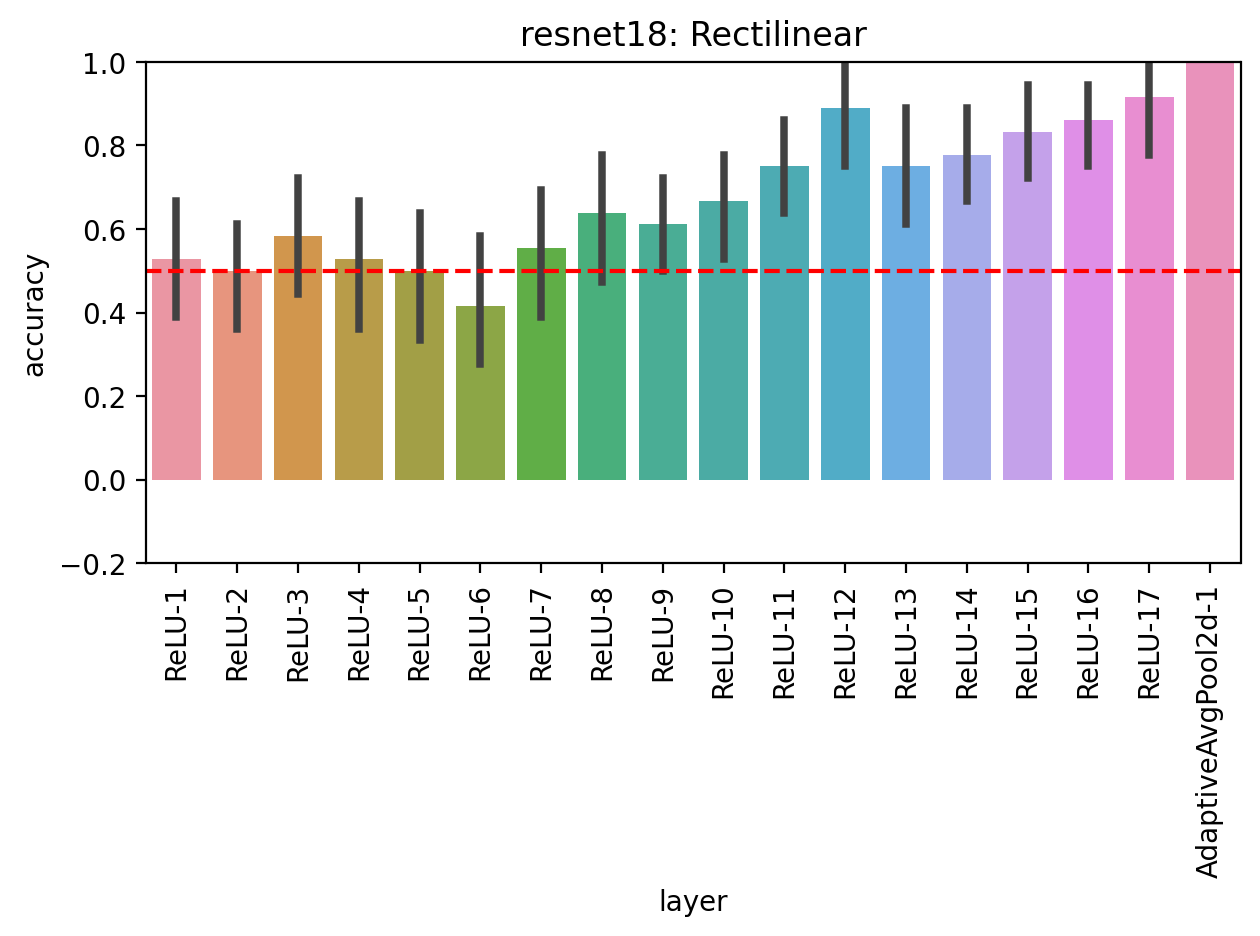 resnet18: Rectilinear
1.0
0.8
0.6
0.4
0.2
0.0
−0.2
accuracy
ReLU-1
ReLU-2
ReLU-3
ReLU-4
ReLU-5
ReLU-6
ReLU-7
ReLU-8
ReLU-9
ReLU-10
ReLU-11
ReLU-12
ReLU-13
ReLU-14
ReLU-15
ReLU-16
ReLU-17
AdaptiveAvgPool2d-1
layer